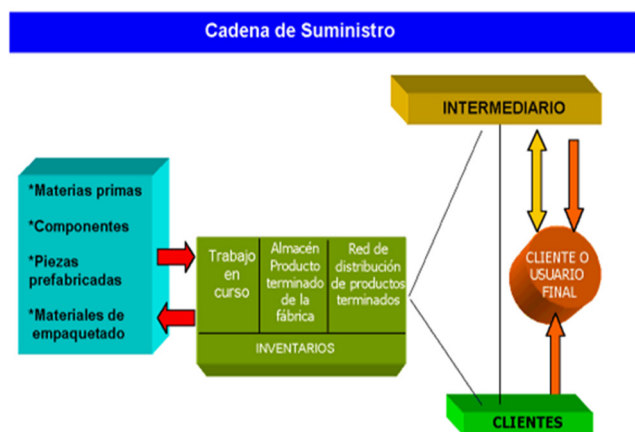 Cadena de Suministro
INTERMEDIARIO
*Materias primas
*Componentes
*Piezas
prefabricadas
*Materiales de
empaquetado
Trabajo
en
curso
Almacén
Producto
terminado
de la
fábrica
Red de
distribución
de productos
terminados
INVENTARIOS
CLIENTE O
USUARIO
FINAL
CLIENTES